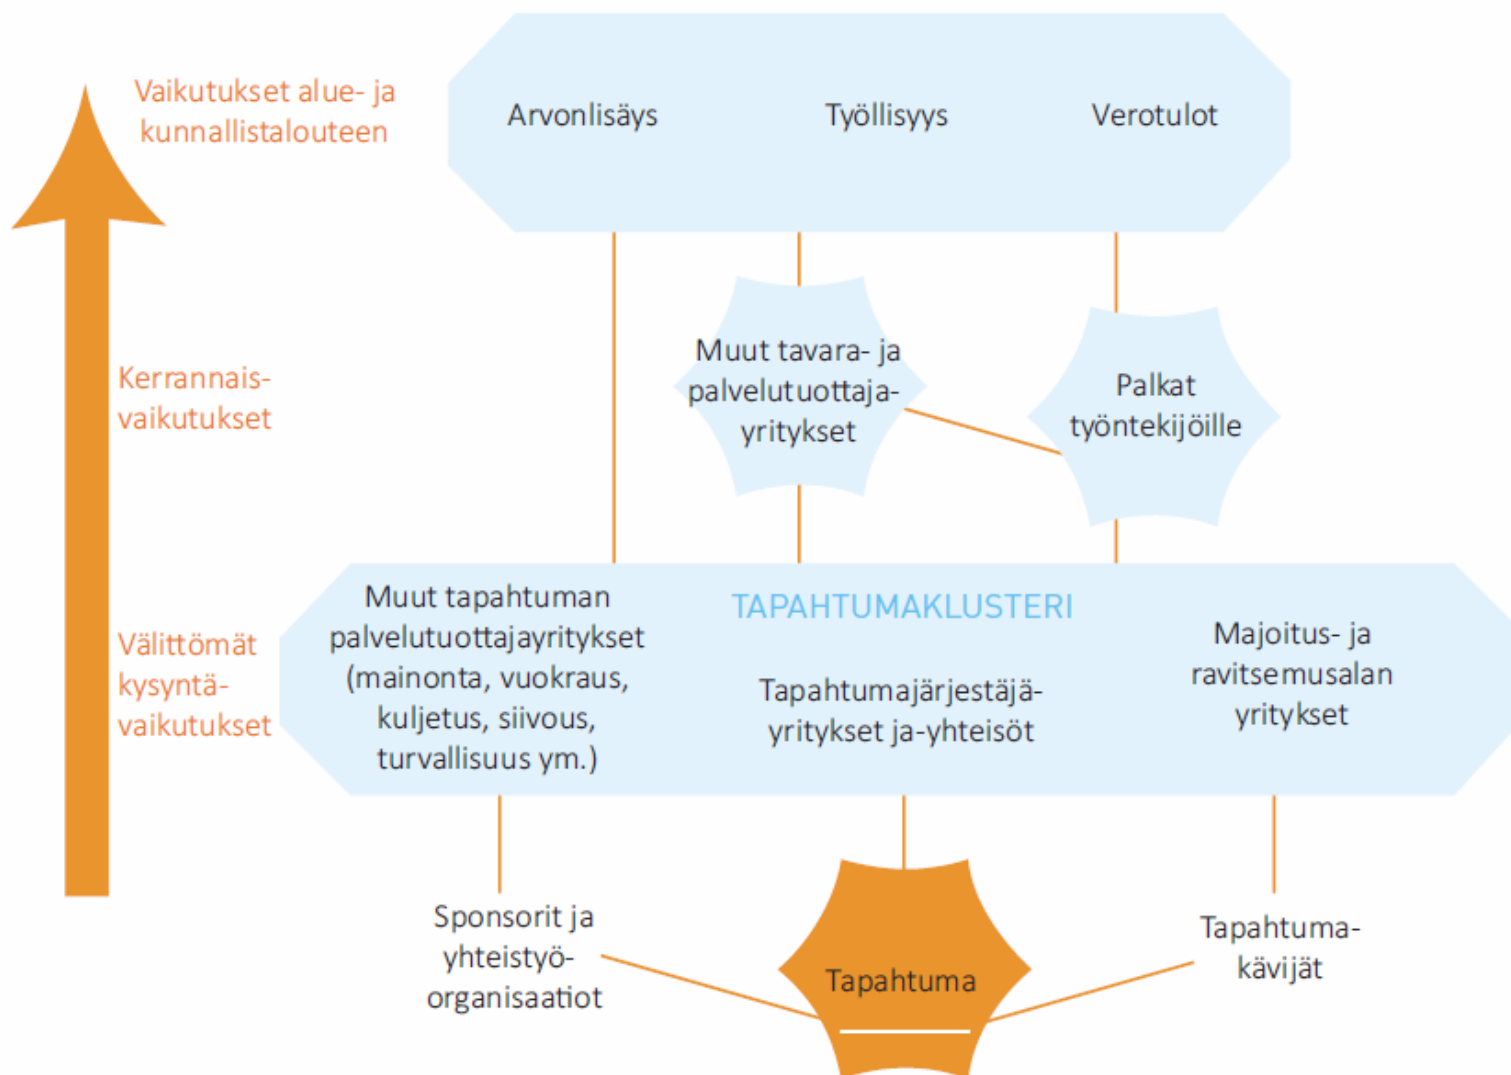 Vaikutukset alue- ja
kunnallistalouteen
Arvonlisäys
Työllisyys
Verotulot
Kerrannais-
vaikutukset
Muut tavara- ja
palvelutuottaja-
yritykset
Palkat
työntekijöille
Välittömät
kysyntä-
vaikutukset
Muut tapahtuman
palvelutuottajayritykset
(mainonta, vuokraus,
kuljetus, siivous,
turvallisuus ym.)
TAPAHTUMAKLUSTERI
Tapahtumajärjestäjä-
yritykset ja-yhteisöt
Majoitus- ja
ravitsemusalan
yritykset
Sponsorit ja
yhteistyö-
organisaatiot
Tapahtuma
Tapahtuma-
kävijät